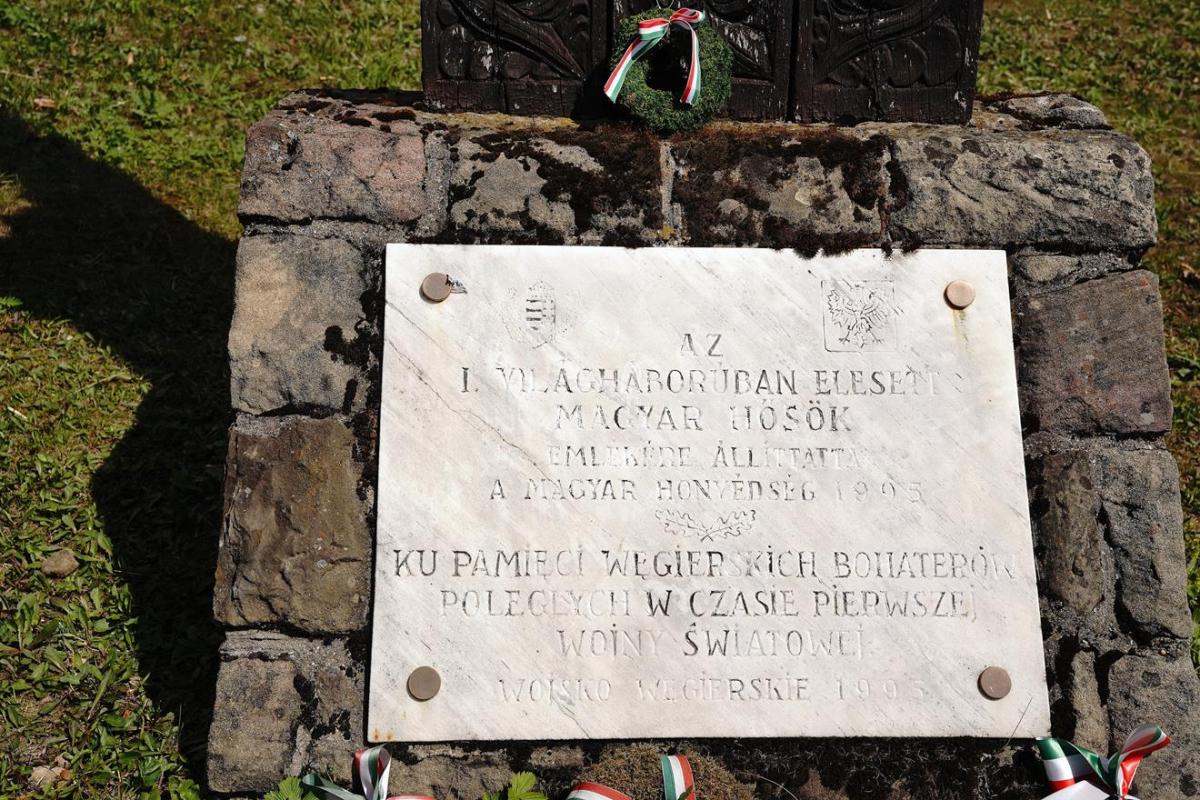 AZ
I. VILÁGHÁBORÚBAN ELESETT
MAGYAR HŐSÖK
EMLÉKÉRE ÁLLÍTTATTA
A MAGYAR HONVÉDSÉG 1995
KU PAMIĘCI WĘGIERSKICH BOHATERÓW
POLEGŁYCH W CZASIE PIERWSZEJ
WOJNY ŚWIATOWEJ
WOJSKO WĘGIERSKIE 1995